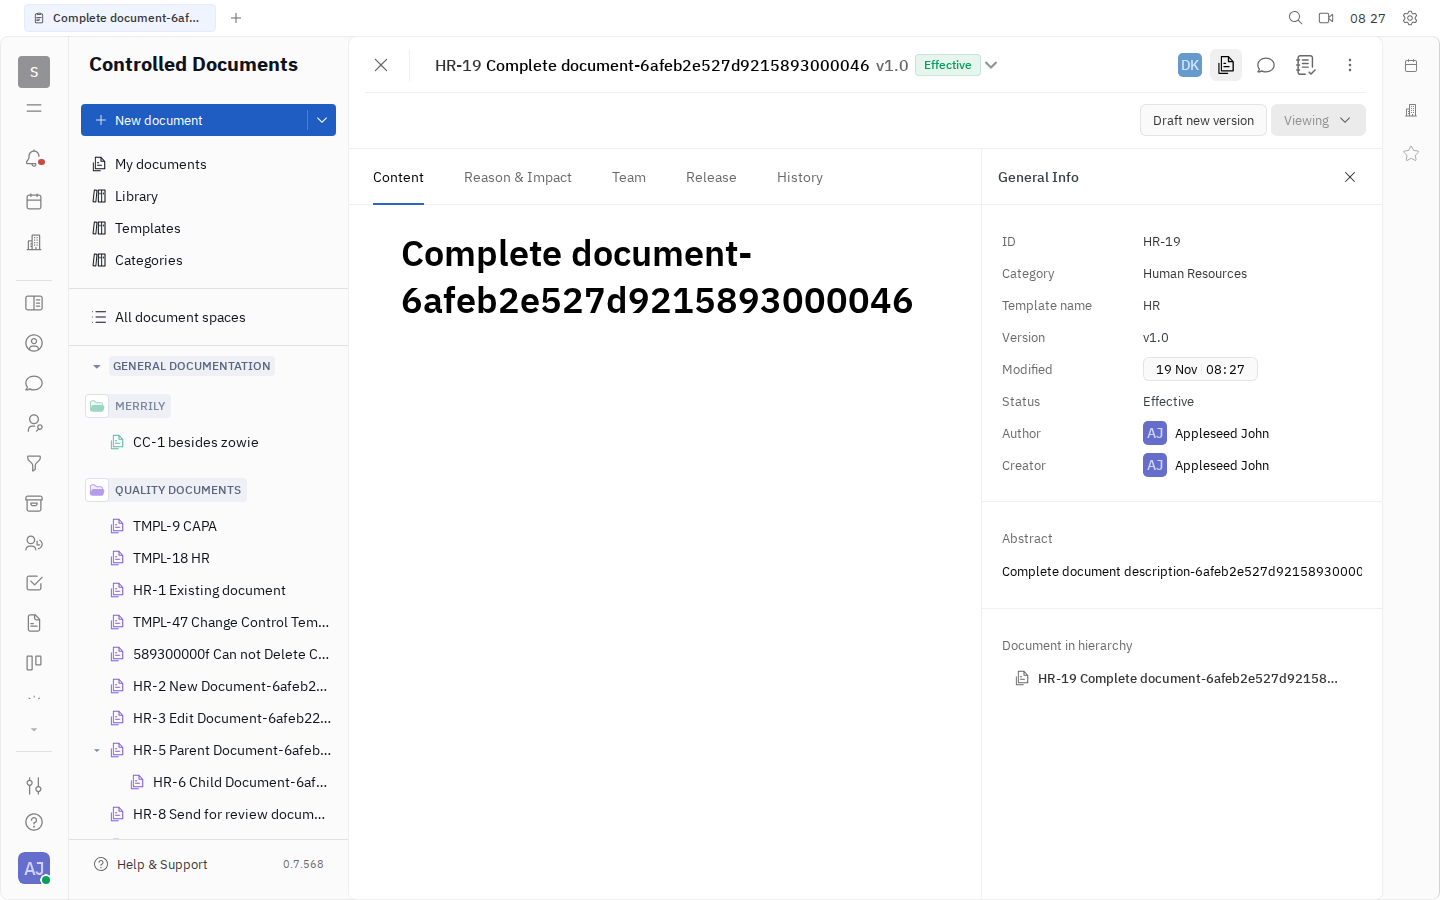 Complete document-6af...
08 27
S
Controlled Documents
New document
My documents
Library
Templates
Categories
All document spaces
GENERAL DOCUMENTATION
MERRILY
CC-1 besides zowie
QUALITY DOCUMENTS
TMPL-9 CAPA
TMPL-18 HR
HR-1 Existing document
TMPL-47 Change Control Tem...
589300000f Can not Delete C...
HR-2 New Document-6afeb2...
HR-3 Edit Document-6afeb22...
HR-5 Parent Document-6afeb...
HR-6 Child Document-6af...
HR-8 Send for review docum...
Help & Support 0.7.568
AJ
HR-19 Complete document-6afeb2e527d9215893000046 v1.0 Effective
DK
Draft new version
Viewing
Content Reason & Impact Team Release History
Complete document-
6afeb2e527d9215893000046
General Info
ID HR-19
Category Human Resources
Template name HR
Version v1.0
Modified 19 Nov 08:27
Status Effective
Author AJ Appleseed John
Creator AJ Appleseed John
Abstract
Complete document description-6afeb2e527d92158930000
Document in hierarchy
HR-19 Complete document-6afeb2e527d92158...